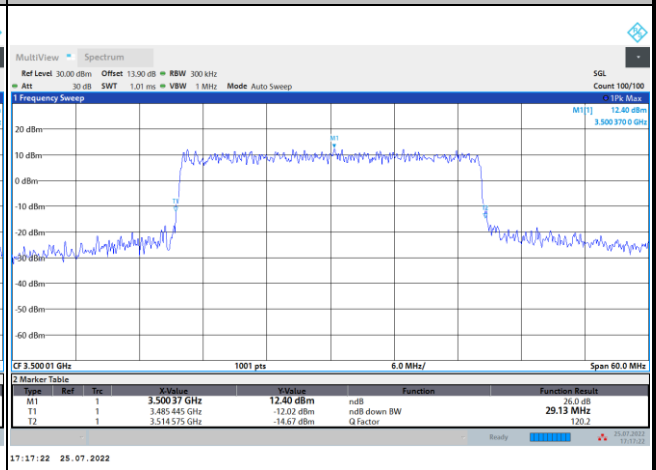 MultiView Spectrum
Ref Level 30.00 dBm Offset 13.90 dB RBW 300 kHz SGL
Att 30 dB SWT 1.01 ms VBW 1 MHz Mode Auto Sweep Count 100/100
1 Frequency Sweep 1Pk Max
M1[1] 12.40 dBm
3.500 370 0 GHz
20 dBm
M1
10 dBm
0 dBm
T1
-10 dBm
T2
-20 dBm
-30 dBm
-40 dBm
-50 dBm
-60 dBm
CF 3.500 01 GHz 1001 pts 6.0 MHz/ Span 60.0 MHz
2 Marker Table
Type Ref Trc X-Value Y-Value Function Function Result
M1 1 3.500 37 GHz 12.40 dBm ndB 26.0 dB
T1 1 3.485 445 GHz -12.02 dBm ndB down BW 29.13 MHz
T2 1 3.514 575 GHz -14.67 dBm Q Factor 120.2
Ready 25.07.2022
17:17:22
17:17:22 25.07.2022